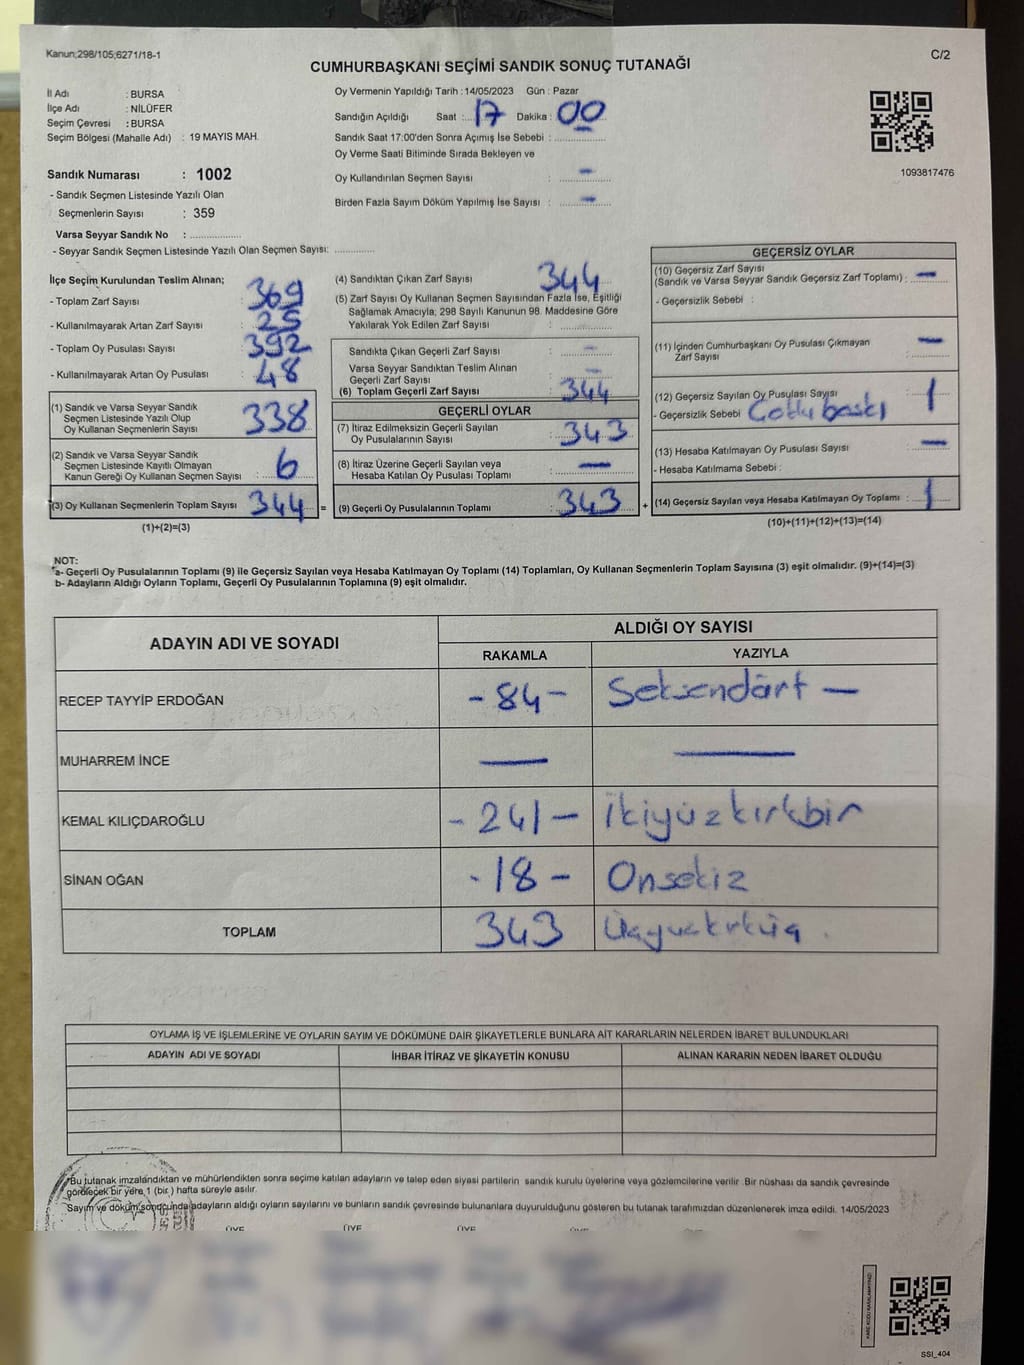 Kanun;298/105;6271/18-1
C/2
CUMHURBAŞKANI SEÇİMİ SANDIK SONUÇ TUTANAĞI
İl Adı : BURSA
İlçe Adı : NİLÜFER
Seçim Çevresi : BURSA
Seçim Bölgesi (Mahalle Adı) : 19 MAYIS MAH.
Sandık Numarası : 1002
- Sandık Seçmen Listesinde Yazılı Olan
Seçmenlerin Sayısı : 359
Varsa Seyyar Sandık No : ..................
- Seyyar Sandık Seçmen Listesinde Yazılı Olan Seçmen Sayısı: ..............
Oy Vermenin Yapıldığı Tarih : 14/05/2023 Gün : Pazar
Sandığın Açıldığı Saat :.... 17 Dakika : 00
Sandık Saat 17:00'den Sonra Açımış İse Sebebi : ..................
Oy Verme Saati Bitiminde Sırada Bekleyen ve
Oy Kullandırılan Seçmen Sayısı : -
Birden Fazla Sayım Döküm Yapılmış İse Sayısı : -
1093817476
İlçe Seçim Kurulundan Teslim Alınan;
- Toplam Zarf Sayısı : 369
- Kullanılmayarak Artan Zarf Sayısı : 25
- Toplam Oy Pusulası Sayısı : 392
- Kullanılmayarak Artan Oy Pusulası : 48
(1) Sandık ve Varsa Seyyar Sandık
Seçmen Listesinde Yazılı Olup
Oy Kullanan Seçmenlerin Sayısı : 338
(2) Sandık ve Varsa Seyyar Sandık
Seçmen Listesinde Kayıtlı Olmayan
Kanun Gereği Oy Kullanan Seçmen Sayısı : 6
(3) Oy Kullanan Seçmenlerin Toplam Sayısı : 344 =
(1)+(2)=(3)
(4) Sandıktan Çıkan Zarf Sayısı : 344
(5) Zarf Sayısı Oy Kullanan Seçmen Sayısından Fazla İse, Eşitliği
Sağlamak Amacıyla, 298 Sayılı Kanunun 98. Maddesine Göre
Yakılarak Yok Edilen Zarf Sayısı : ..................
Sandıkta Çıkan Geçerli Zarf Sayısı : -
Varsa Seyyar Sandıktan Teslim Alınan
Geçerli Zarf Sayısı : -
(6) Toplam Geçerli Zarf Sayısı : 344
GEÇERLİ OYLAR
(7) İtiraz Edilmeksizin Geçerli Sayılan
Oy Pusulalarının Sayısı : 343
(8) İtiraz Üzerine Geçerli Sayılan veya
Hesaba Katılan Oy Pusulası Toplamı : -
(9) Geçerli Oy Pusulalarının Toplamı : 343 +
GEÇERSİZ OYLAR
(10) Geçersiz Zarf Sayısı
(Sandık ve Varsa Seyyar Sandık Geçersiz Zarf Toplamı) : -
- Geçersizlik Sebebi :
(11) İçinden Cumhurbaşkanı Oy Pusulası Çıkmayan
Zarf Sayısı : -
(12) Geçersiz Sayılan Oy Pusulası Sayısı : 1
- Geçersizlik Sebebi
(13) Hesaba Katılmayan Oy Pusulası Sayısı : -
- Hesaba Katılmama Sebebi :
(14) Geçersiz Sayılan veya Hesaba Katılmayan Oy Toplamı : 1
(10)+(11)+(12)+(13)=(14)
NOT:
a- Geçerli Oy Pusulalarının Toplamı (9) ile Geçersiz Sayılan veya Hesaba Katılmayan Oy Toplamı (14) Toplamları, Oy Kullanan Seçmenlerin Toplam Sayısına (3) eşit olmalıdır. (9)+(14)=(3)
b- Adayların Aldığı Oyların Toplamı, Geçerli Oy Pusulalarının Toplamına (9) eşit olmalıdır.
ADAYIN ADI VE SOYADI ALDIĞI OY SAYISI
RAKAMLA YAZIYLA
RECEP TAYYİP ERDOĞAN -84- Seksendört —
MUHARREM İNCE — —
KEMAL KILIÇDAROĞLU -241- İkiyüzkırkbir
SİNAN OĞAN -18- Onsekiz
TOPLAM 343 Üçyüzkırküç
OYLAMA İŞ VE İŞLEMLERİNE VE OYLARIN SAYIM VE DÖKÜMÜNE DAİR ŞİKAYETLERLE BUNLARA AİT KARARLARIN NELERDEN İBARET BULUNDUKLARI
ADAYIN ADI VE SOYADI İHBAR İTİRAZ VE ŞİKAYETİN KONUSU ALINAN KARARIN NEDEN İBARET OLDUĞU
*Bu tutanak imzalandıktan ve mühürlendikten sonra seçime katılan adayların ve talep eden siyasi partilerin sandık kurulu üyelerine veya gözlemcilerine verilir. Bir nüshası da sandık çevresinde
görülecek bir yere 1 (bir ) hafta süreyle asılır.
Sayım ve döküm sonucunda adayların aldığı oyların sayılarını ve bunların sandık çevresinde bulunanlara duyurulduğunu gösteren bu tutanak tarafımızdan düzenlenerek imza edildi. 14/05/2023
ÜYE ÜYE ÜYE
SSI_404